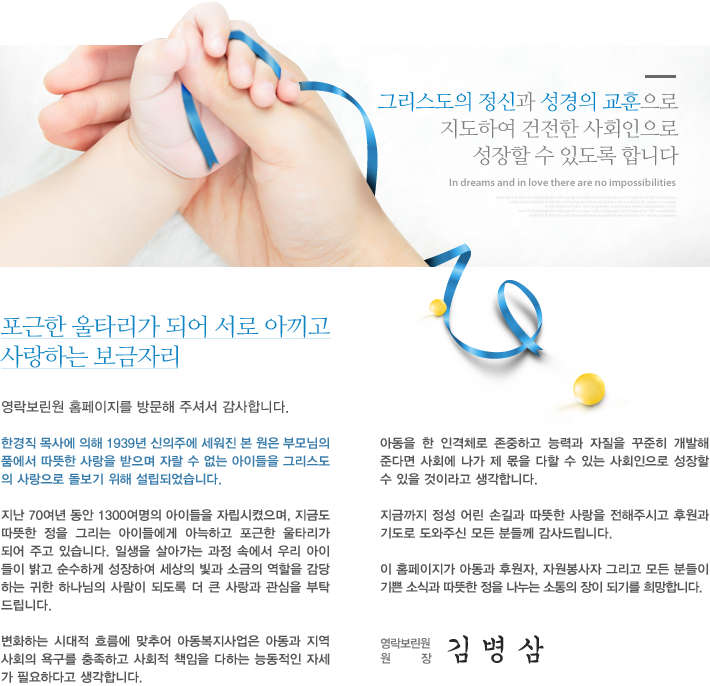 그리스도의 정신과 성경의 교훈으로
지도하여 건전한 사회인으로
성장할 수 있도록 합니다
In dreams and in love there are no impossibilities
포근한 울타리가 되어 서로 아끼고
사랑하는 보금자리
영락보린원 홈페이지를 방문해 주셔서 감사합니다.
한경직 목사에 의해 1939년 신의주에 세워진 본 원은 부모님의
품에서 따뜻한 사랑을 받으며 자랄 수 없는 아이들을 그리스도
의 사랑으로 돌보기 위해 설립되었습니다.
지난 70여년 동안 1300여명의 아이들을 자립시켰으며, 지금도
따뜻한 정을 그리는 아이들에게 아늑하고 포근한 울타리가
되어 주고 있습니다. 일생을 살아가는 과정 속에서 우리 아이
들이 밝고 순수하게 성장하여 세상의 빛과 소금의 역할을 감당
하는 귀한 하나님의 사람이 되도록 더 큰 사랑과 관심을 부탁
드립니다.
변화하는 시대적 흐름에 맞추어 아동복지사업은 아동과 지역
사회의 욕구를 충족하고 사회적 책임을 다하는 능동적인 자세
가 필요하다고 생각합니다.
아동을 한 인격체로 존중하고 능력과 자질을 꾸준히 개발해
준다면 사회에 나가 제 몫을 다할 수 있는 사회인으로 성장할
수 있을 것이라고 생각합니다.
지금까지 정성 어린 손길과 따뜻한 사랑을 전해주시고 후원과
기도로 도와주신 모든 분들께 감사드립니다.
이 홈페이지가 아동과 후원자, 자원봉사자 그리고 모든 분들이
기쁜 소식과 따뜻한 정을 나누는 소통의 장이 되기를 희망합니다.
영락보린원
원 장 김 병 삼